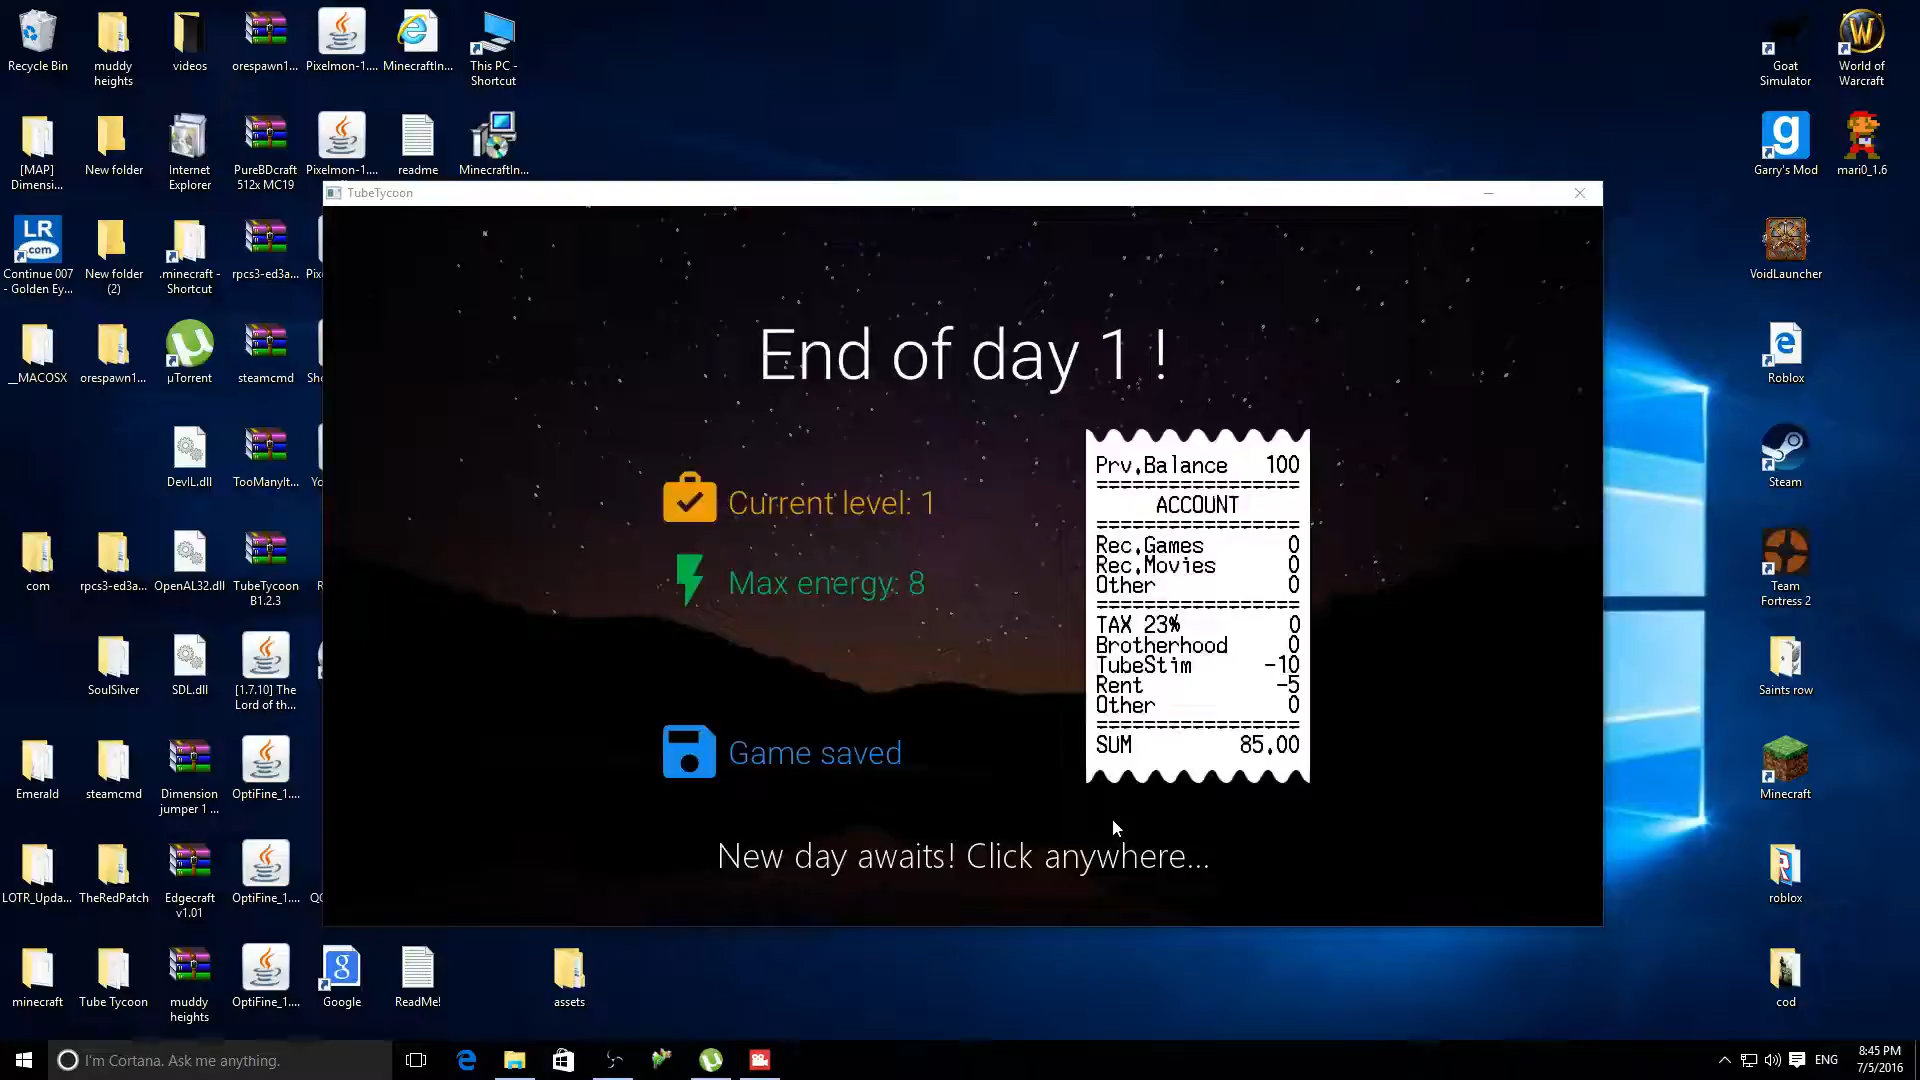 Recycle Bin
muddy
heights
videos
orespawn1...
Pixelmon-1....
MinecraftIn...
This PC -
Shortcut
Goat
Simulator
World of
Warcraft
[MAP]
Dimensi...
New folder
Internet
Explorer
PureBDcraft
512x MC19
Pixelmon-1....
readme
MinecraftIn...
Garry's Mod
mari0_1.6
TubeTycoon
LR
.com
Continue 007
- Golden Ey...
New folder
(2)
.minecraft -
Shortcut
rpcs3-ed3a...
Pix
VoidLauncher
End of day 1 !
__MACOSX
orespawn1...
µTorrent
steamcmd
Sho
Roblox
Prv.Balance 100
==================
ACCOUNT
==================
Rec.Games 0
Rec.Movies 0
Other 0
==================
TAX 23% 0
Brotherhood 0
TubeStim -10
Rent -5
Other 0
==================
SUM 85.00
Current level: 1
Max energy: 8
DevIL.dll
TooManyIt...
Yo
Steam
com
rpcs3-ed3a...
OpenAL32.dll
TubeTycoon
B1.2.3
R
Team
Fortress 2
SoulSilver
SDL.dll
[1.7.10] The
Lord of th...
Saints row
Game saved
Emerald
steamcmd
Dimension
jumper 1 ...
OptiFine_1....
Minecraft
New day awaits! Click anywhere...
LOTR_Upda...
TheRedPatch
Edgecraft
v1.01
OptiFine_1....
roblox
minecraft
Tube Tycoon
muddy
heights
OptiFine_1....
Google
ReadMe!
assets
cod
I'm Cortana. Ask me anything.
ENG
8:45 PM
7/5/2016